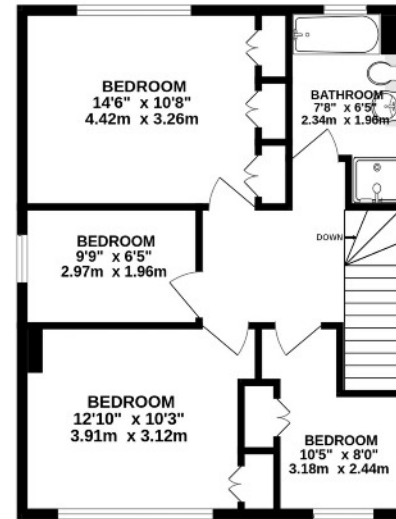 BEDROOM
14'6" x 10'8"
4.42m x 3.26m
BATHROOM
7'8" x 6'5"
2.34m x 1.96m
BEDROOM
9'9" x 6'5"
2.97m x 1.96m
DOWN
BEDROOM
12'10" x 10'3"
3.91m x 3.12m
BEDROOM
10'5" x 8'0"
3.18m x 2.44m